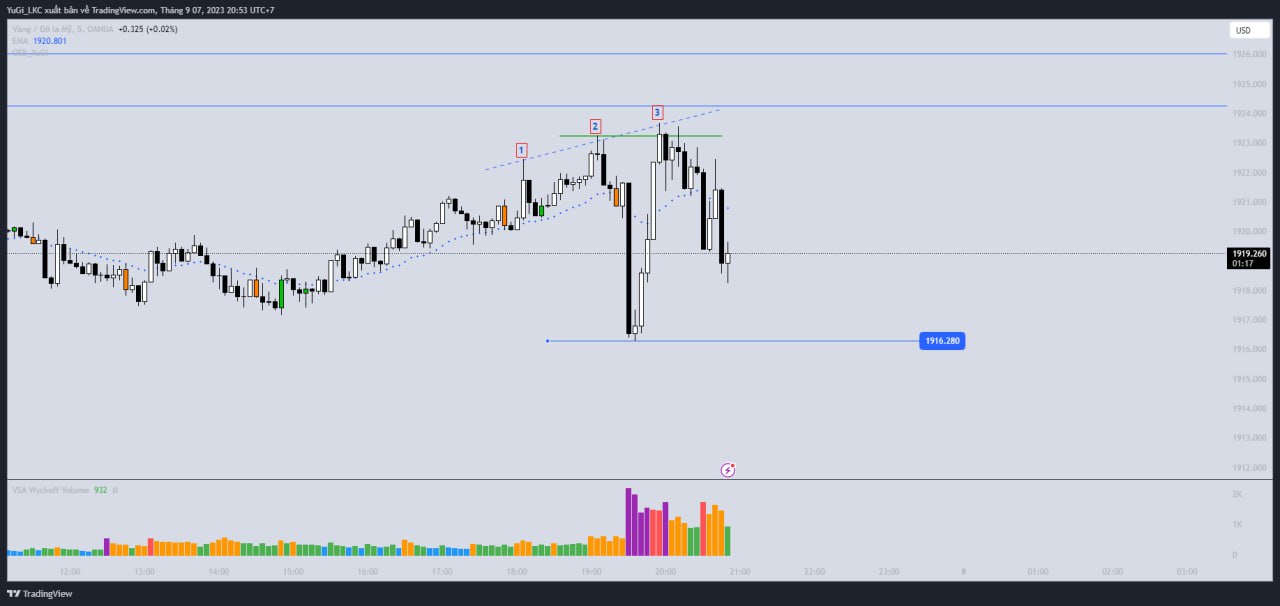 YuGi_LKC xuất bản về TradingView.com, Tháng 9 07, 2023 20:53 UTC+7
Vàng / Đô la Mỹ, 5, OANDA +0.325 (+0.02%)
EMA 1920.801
USD
1926.000
1925.000
1924.000
1923.000
1922.000
1921.000
1920.000
1919.260
01:17
1918.000
1917.000
1916.000
1915.000
1914.000
1913.000
1912.000
1
2
3
1916.280
VSA Wyckoff Volume 932 Ø
2K
1K
0
12:00 13:00 14:00 15:00 16:00 17:00 18:00 19:00 20:00 21:00 22:00 23:00 8 01:00 02:00 03:00
TradingView